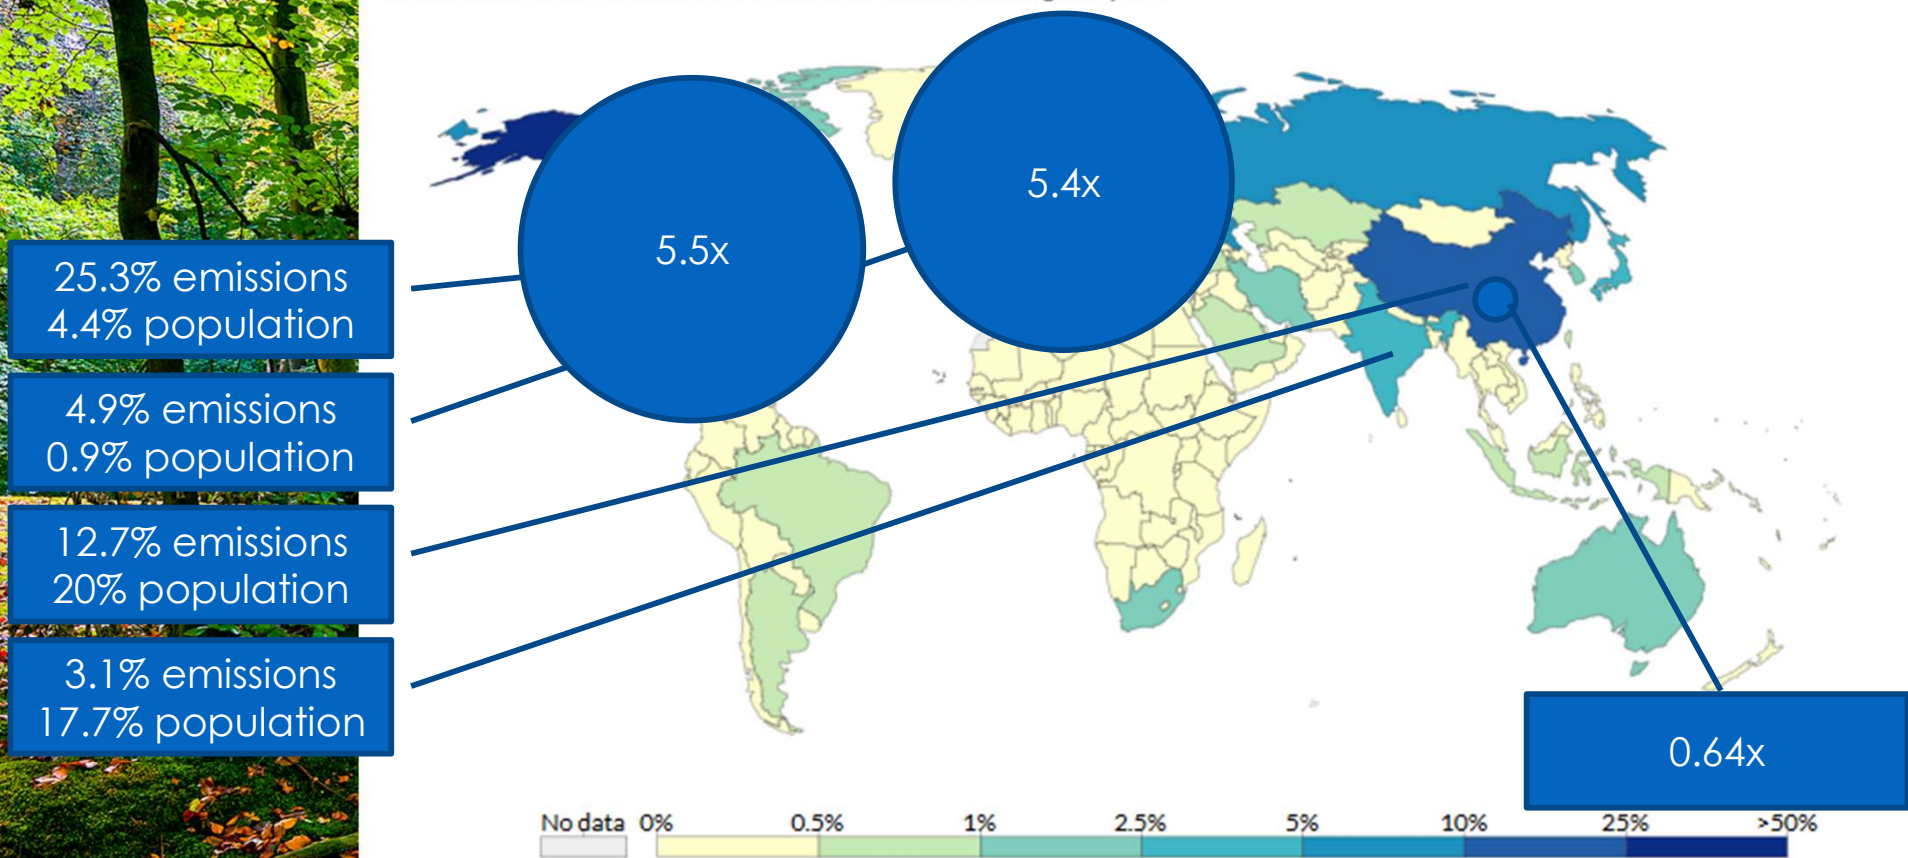 5.4x
5.5x
25.3% emissions
4.4% population
4.9% emissions
0.9% population
12.7% emissions
20% population
3.1% emissions
17.7% population
0.64x
No data 0% 0.5% 1% 2.5% 5% 10% 25% >50%